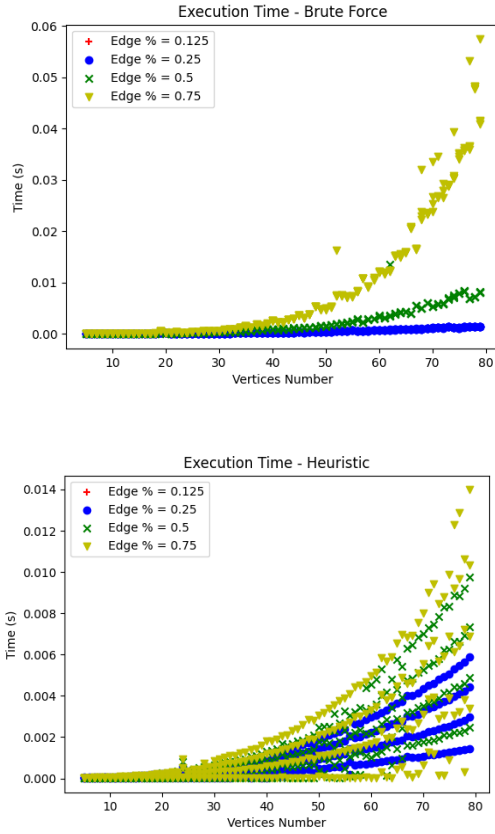 Execution Time - Brute Force
0.06
0.05
0.04
0.03
0.02
0.01
0.00
Time (s)
Edge % = 0.125
Edge % = 0.25
Edge % = 0.5
Edge % = 0.75
10 20 30 40 50 60 70 80
Vertices Number
Execution Time - Heuristic
0.014
0.012
0.010
0.008
0.006
0.004
0.002
0.000
Time (s)
Edge % = 0.125
Edge % = 0.25
Edge % = 0.5
Edge % = 0.75
10 20 30 40 50 60 70 80
Vertices Number